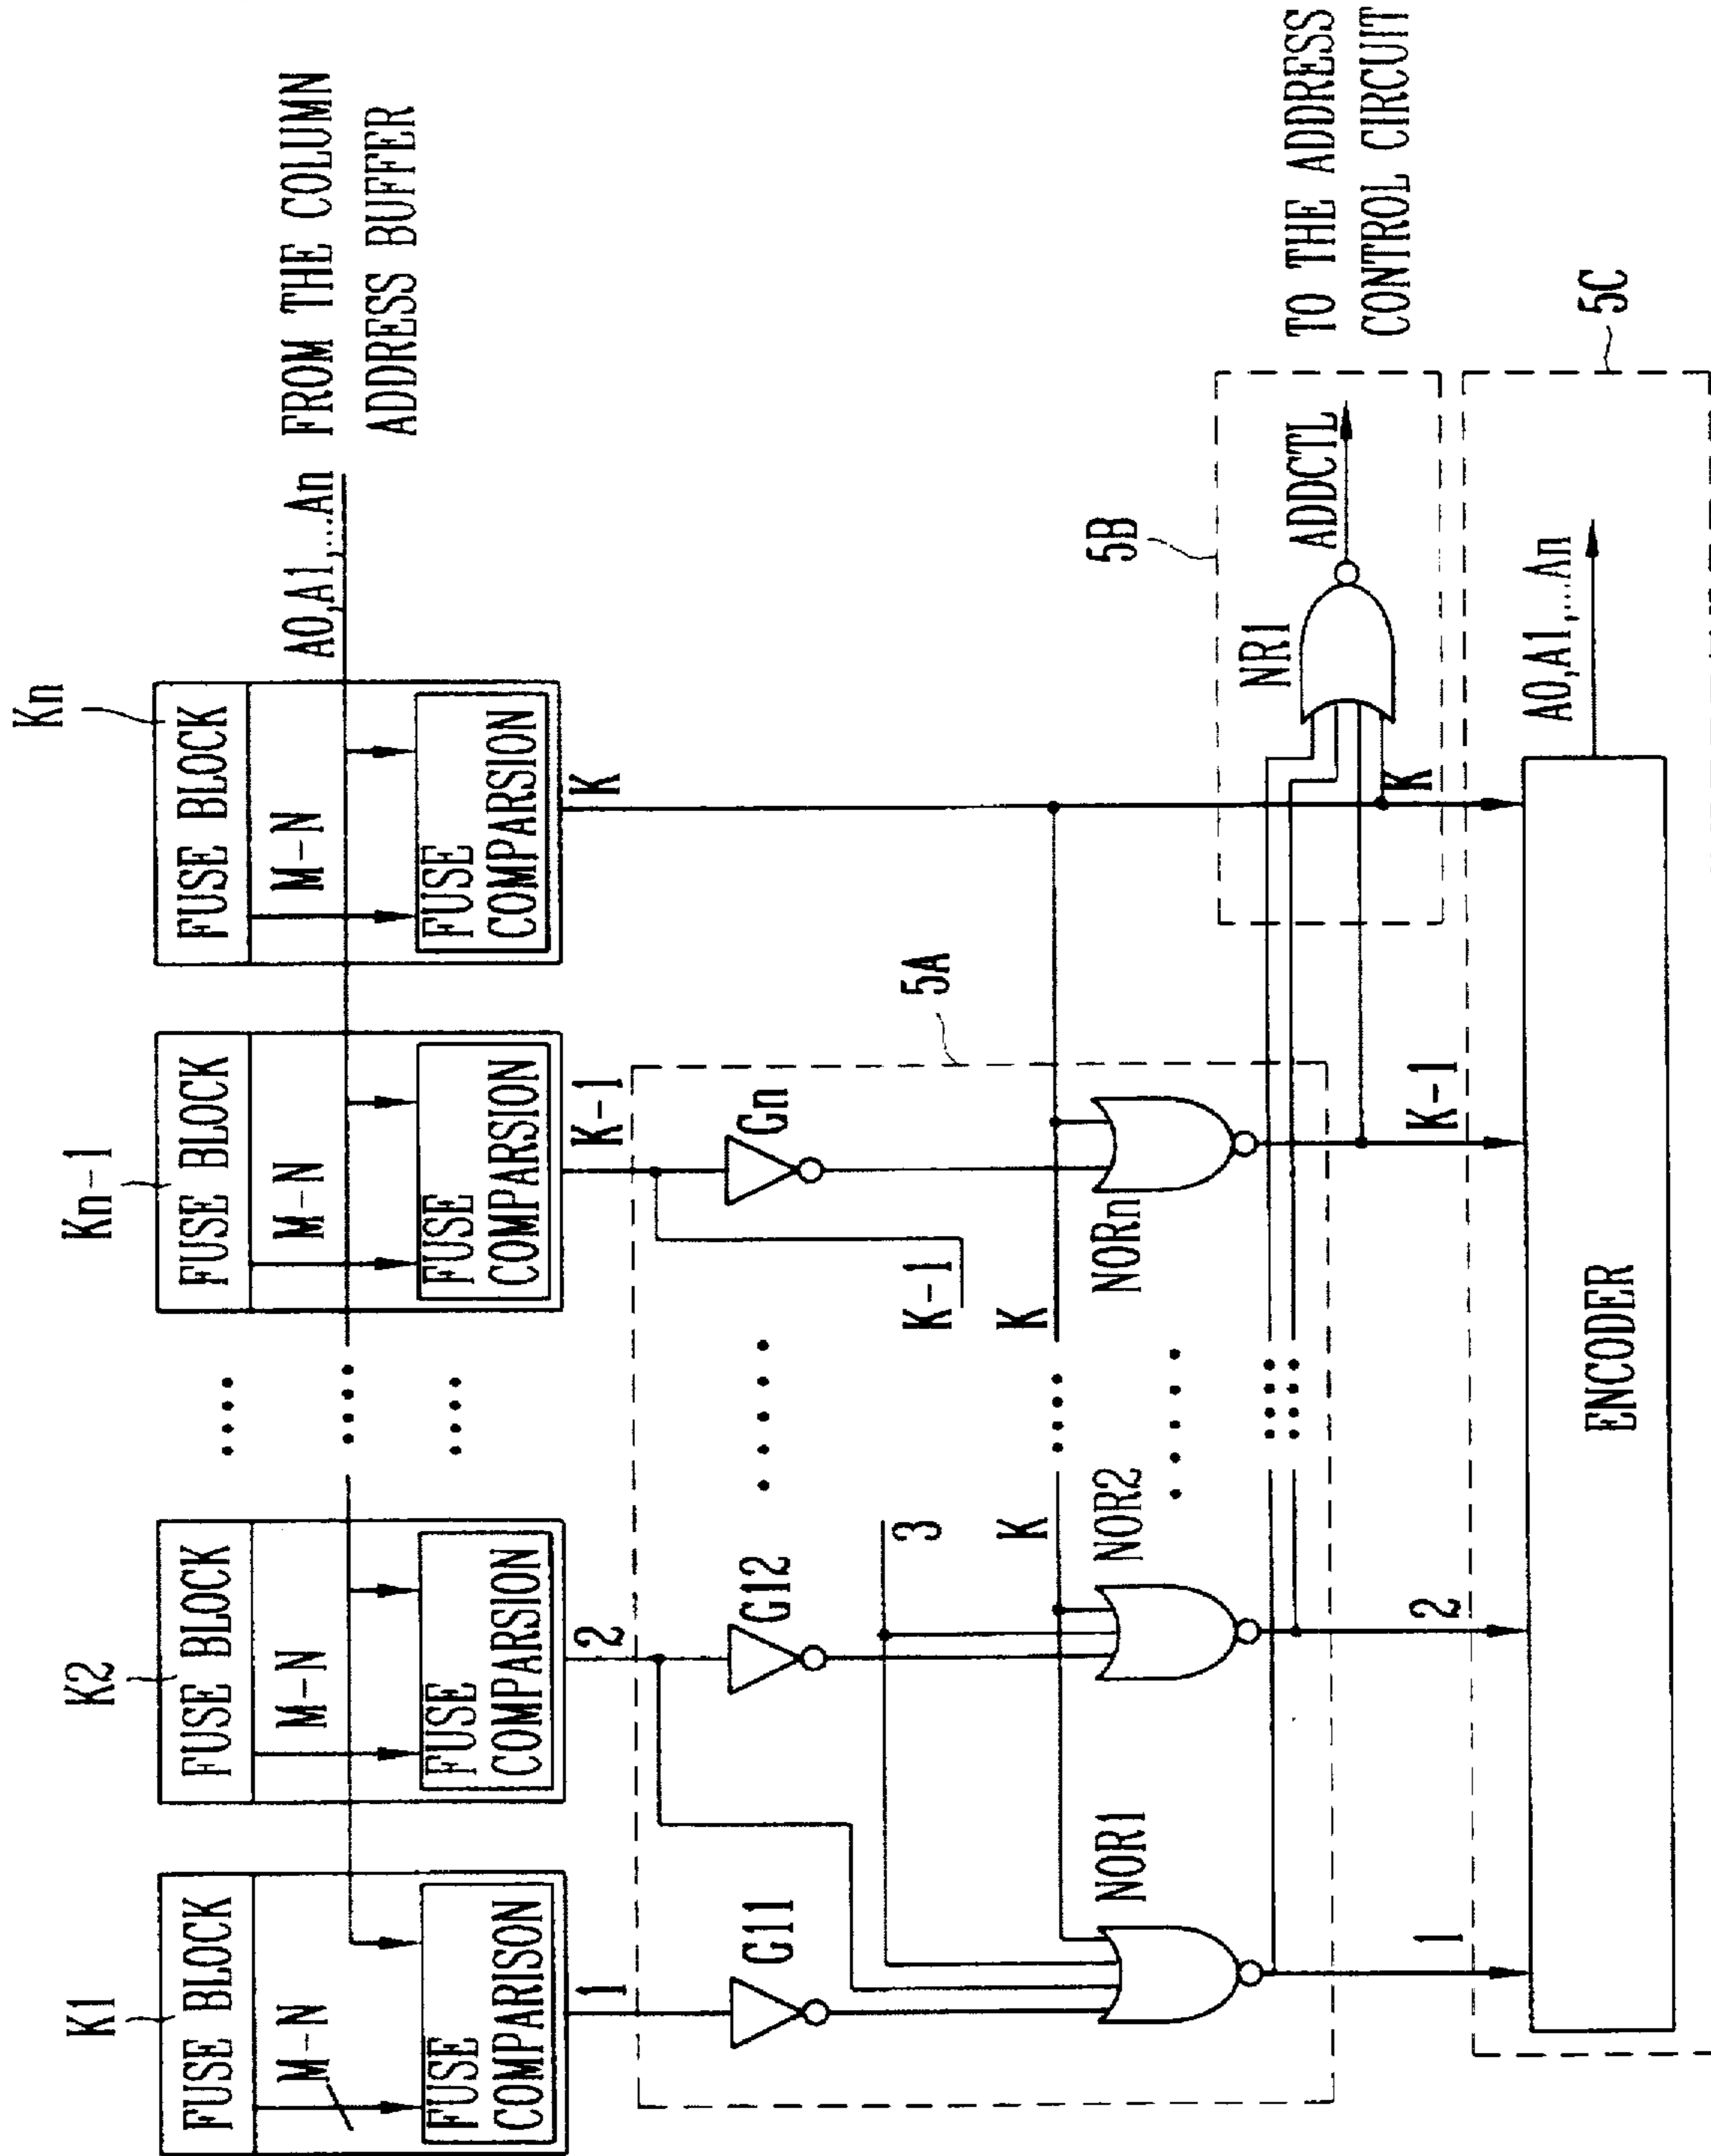 K1
K2
Kn-1
Kn
FUSE BLOCK
FUSE BLOCK
FUSE BLOCK
FUSE BLOCK
M-N
M-N
M-N
M-N
A0,A1,...An
FROM THE COLUMN
ADDRESS BUFFER
FUSE
COMPARISON
FUSE
COMPARSION
FUSE
COMPARSION
FUSE
COMPARSION
1
2
K-1
K
G11
G12
Gn
5A
3
K-1
K
K
NOR1
NOR2
NORn
5B
NR1
ADDCTL
TO THE ADDRESS
CONTROL CIRCUIT
1
2
K-1
K
5C
A0,A1,...An
ENCODER